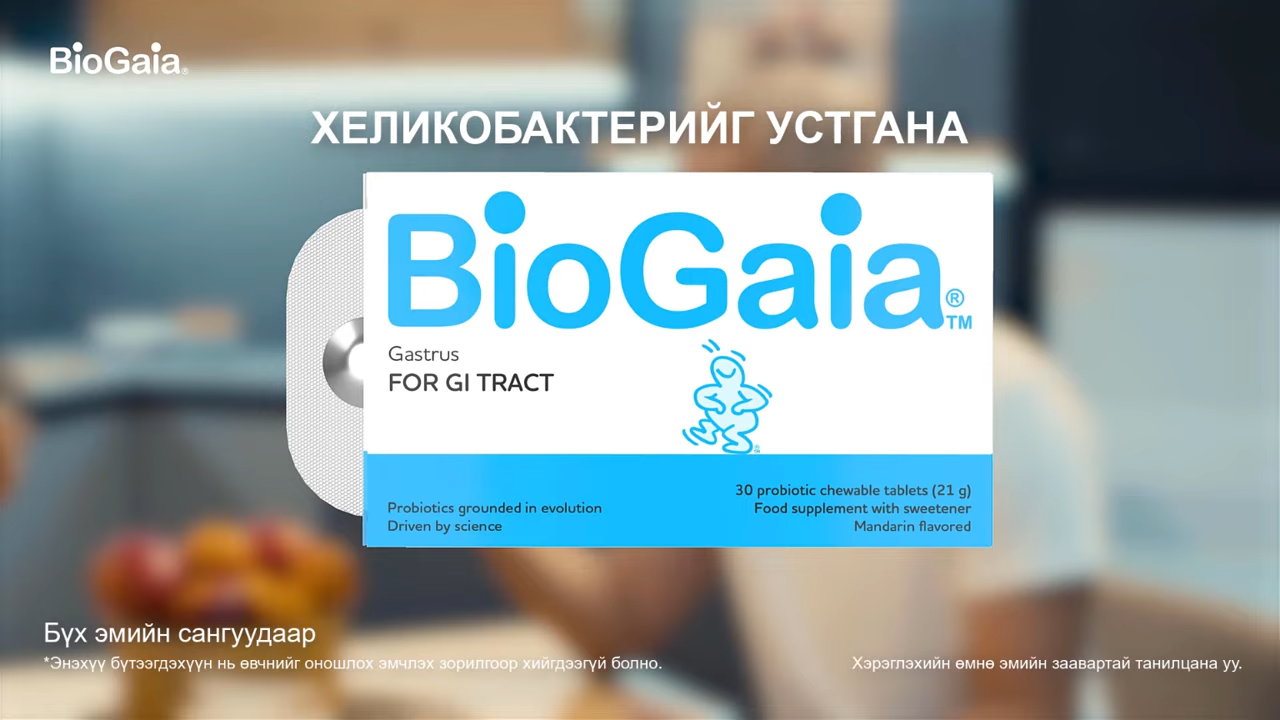 BioGaia®
ХЕЛИКОБАКТЕРИЙГ УСТГАНА
BioGaia®™
Gastrus
FOR GI TRACT
Probiotics grounded in evolution
Driven by science
30 probiotic chewable tablets (21 g)
Food supplement with sweetener
Mandarin flavored
Бүх эмийн сангуудаар
*Энэхүү бүтээгдэхүүн нь өвчнийг оношлох эмчлэх зорилгоор хийгдээгүй болно.
Хэрэглэхийн өмнө эмийн заавартай танилцана уу.